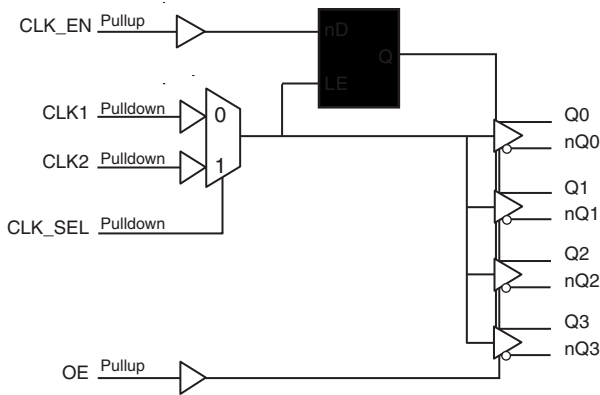 CLK_EN Pullup
nD
Q
LE
CLK1 Pulldown
0
CLK2 Pulldown
1
CLK_SEL Pulldown
Q0
nQ0
Q1
nQ1
Q2
nQ2
Q3
nQ3
OE Pullup